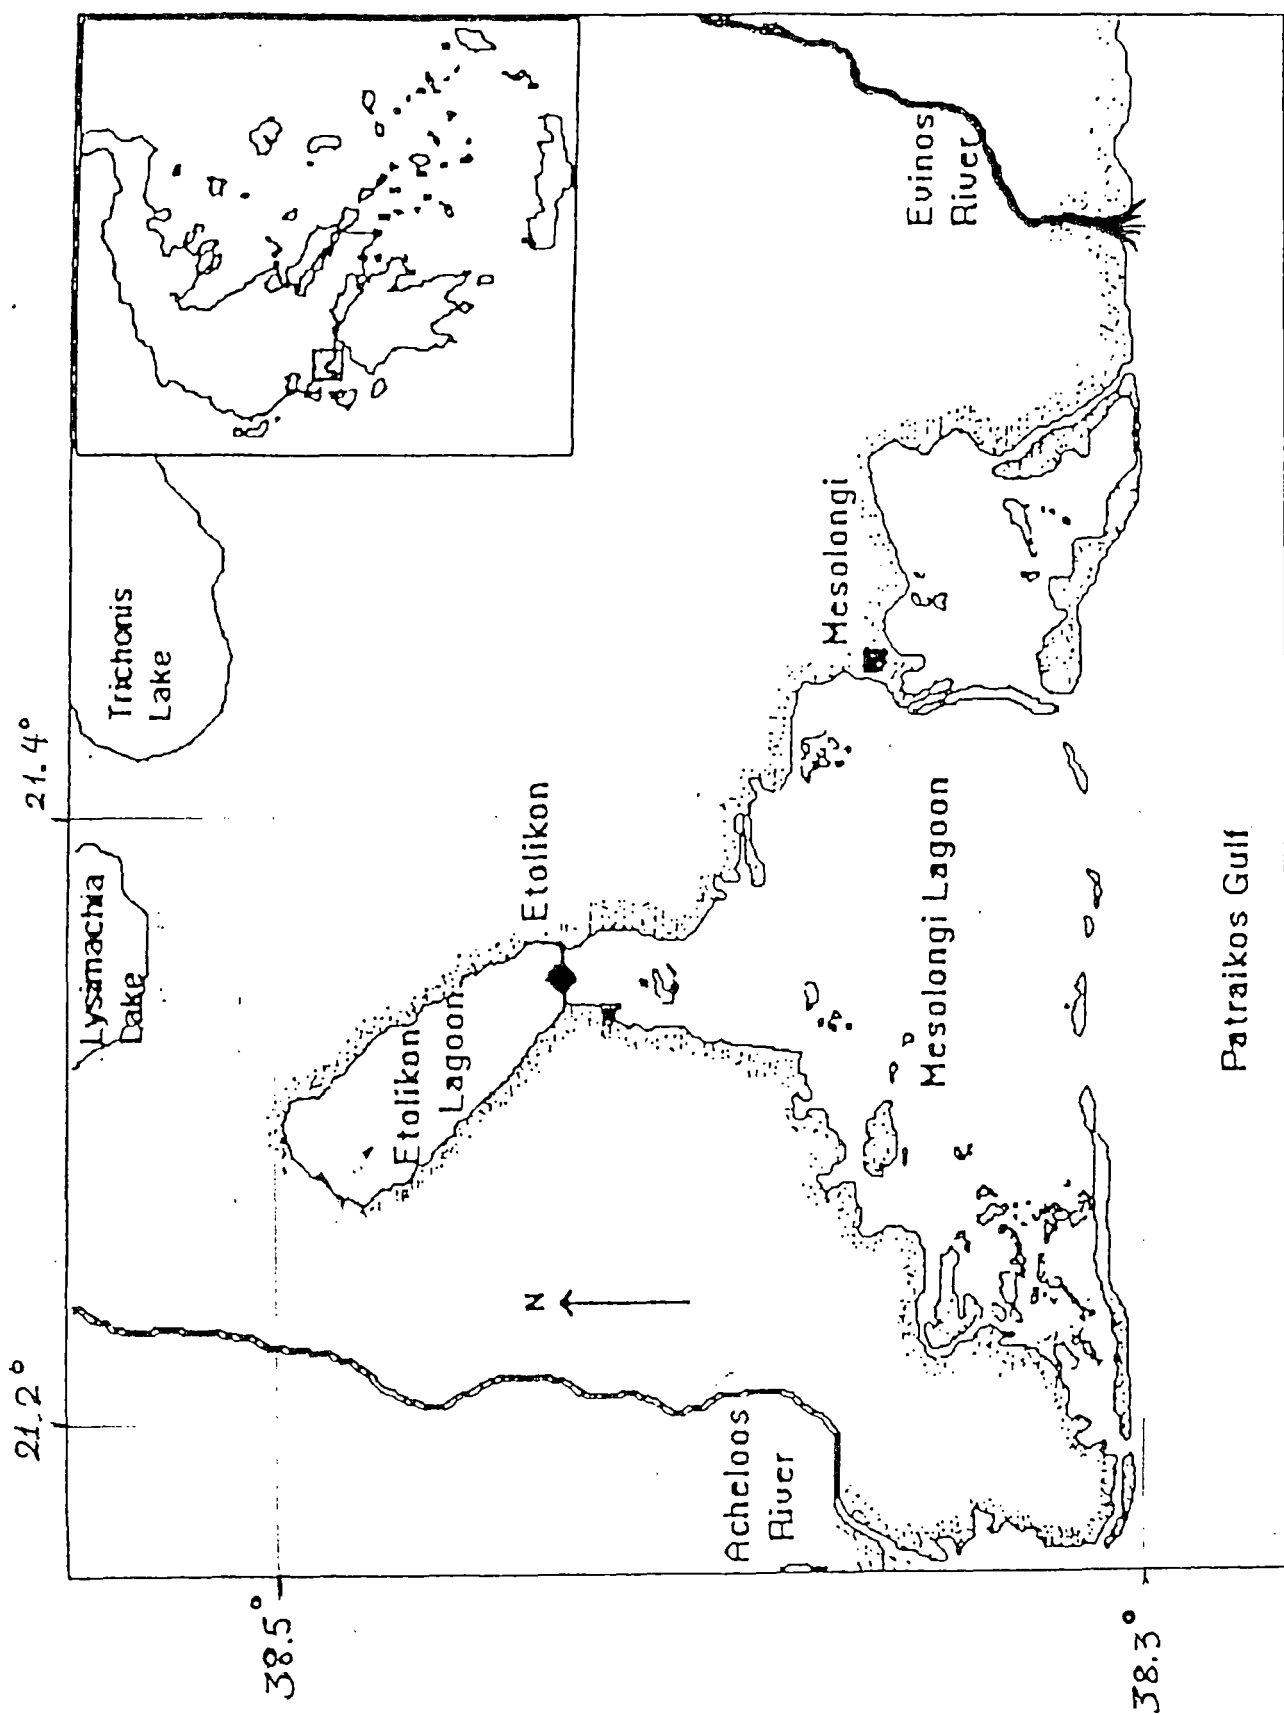 21.2°
21.4°
Lysimachia
Lake
Trichonis
Lake
38.5°
Etolikon
Lagoon
N
Etolikon
Acheloos
River
Mesolongi
Evinos
River
Mesolongi Lagoon
38.3°
Patraikos Gulf